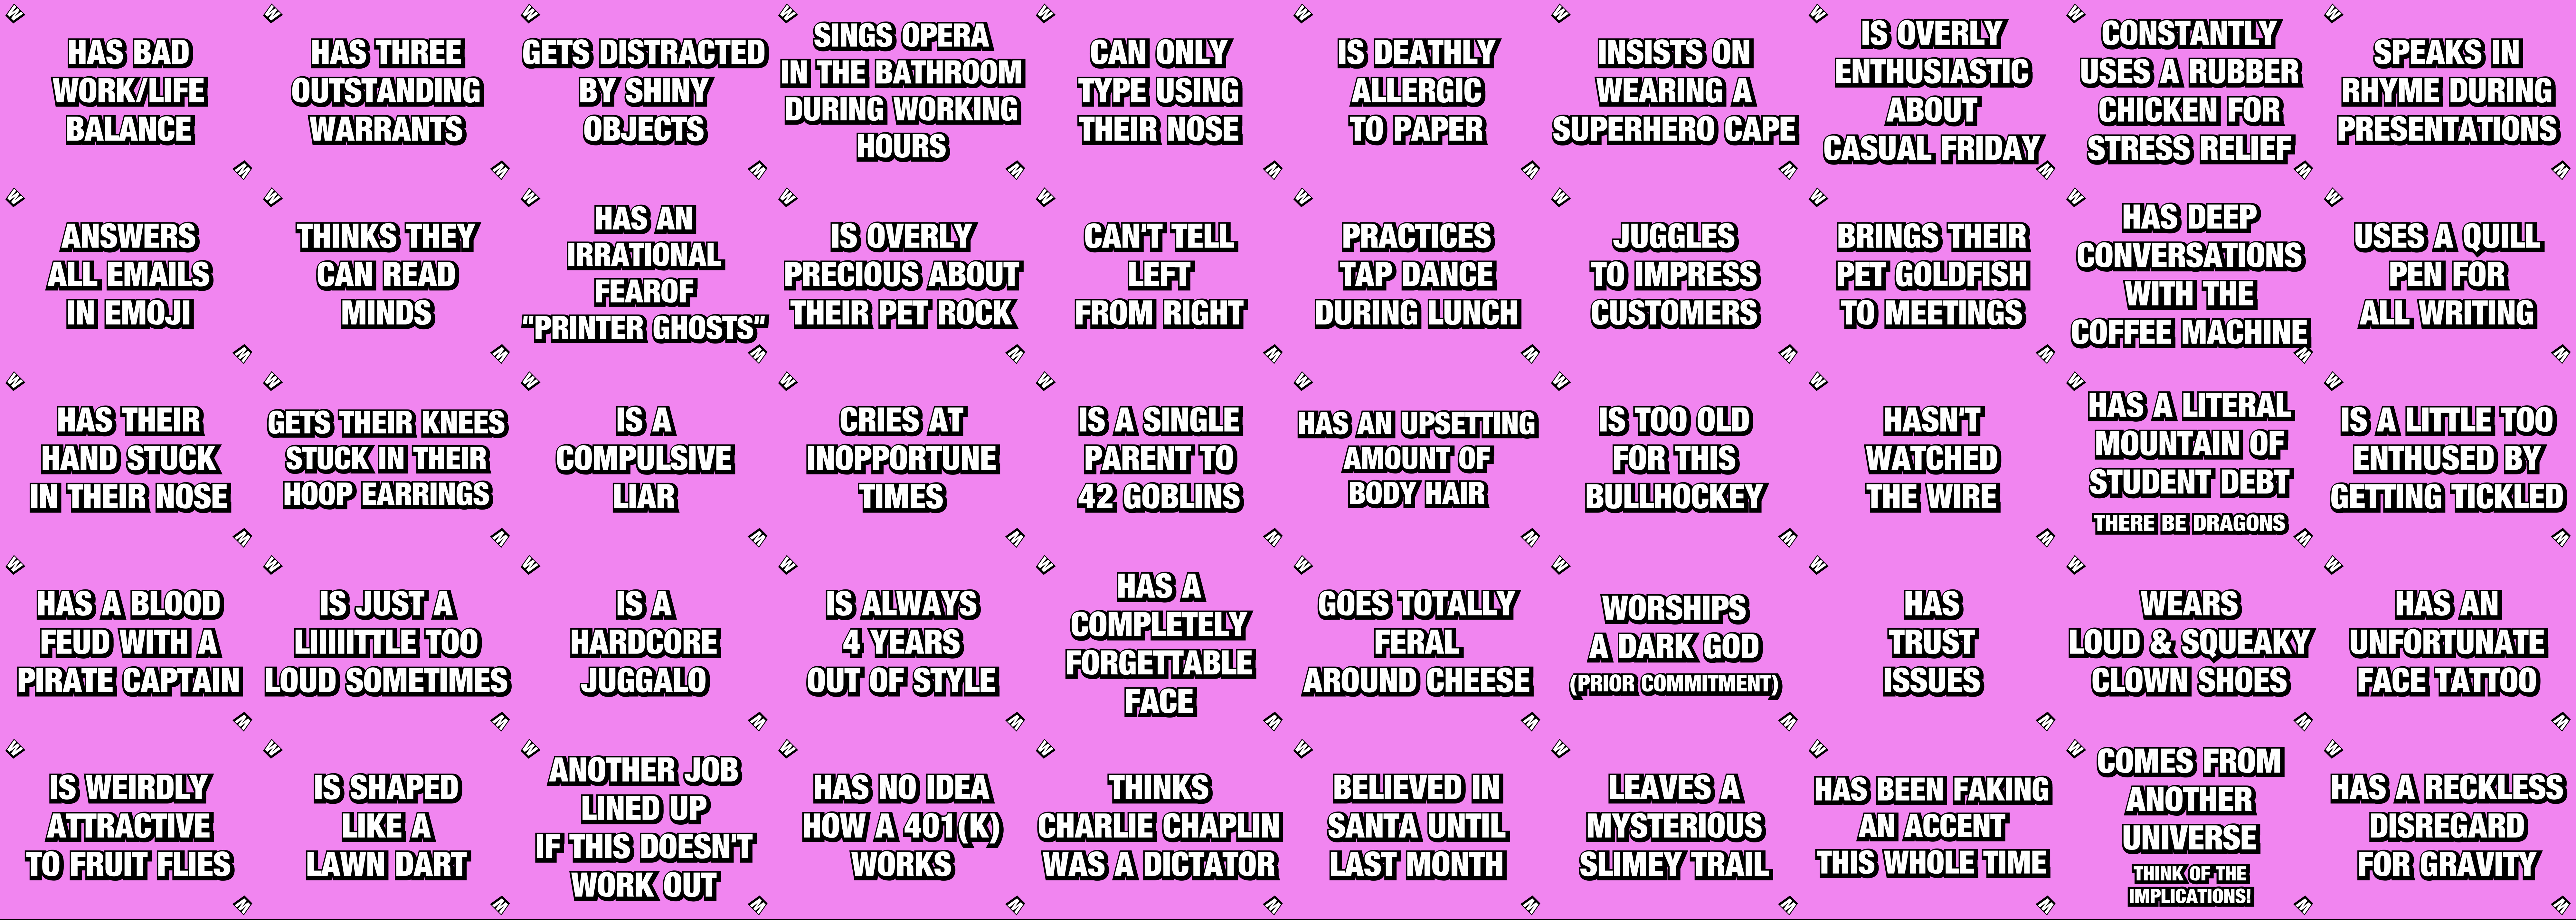 HAS BAD
WORK/LIFE
BALANCE
HAS THREE
OUTSTANDING
WARRANTS
GETS DISTRACTED
BY SHINY
OBJECTS
SINGS OPERA
IN THE BATHROOM
DURING WORKING
HOURS
CAN ONLY
TYPE USING
THEIR NOSE
IS DEATHLY
ALLERGIC
TO PAPER
INSISTS ON
WEARING A
SUPERHERO CAPE
IS OVERLY
ENTHUSIASTIC
ABOUT
CASUAL FRIDAY
CONSTANTLY
USES A RUBBER
CHICKEN FOR
STRESS RELIEF
SPEAKS IN
RHYME DURING
PRESENTATIONS
ANSWERS
ALL EMAILS
IN EMOJI
THINKS THEY
CAN READ
MINDS
HAS AN
IRRATIONAL
FEAROF
"PRINTER GHOSTS"
IS OVERLY
PRECIOUS ABOUT
THEIR PET ROCK
CAN'T TELL
LEFT
FROM RIGHT
PRACTICES
TAP DANCE
DURING LUNCH
JUGGLES
TO IMPRESS
CUSTOMERS
BRINGS THEIR
PET GOLDFISH
TO MEETINGS
HAS DEEP
CONVERSATIONS
WITH THE
COFFEE MACHINE
USES A QUILL
PEN FOR
ALL WRITING
HAS THEIR
HAND STUCK
IN THEIR NOSE
GETS THEIR KNEES
STUCK IN THEIR
HOOP EARRINGS
IS A
COMPULSIVE
LIAR
CRIES AT
INOPPORTUNE
TIMES
IS A SINGLE
PARENT TO
42 GOBLINS
HAS AN UPSETTING
AMOUNT OF
BODY HAIR
IS TOO OLD
FOR THIS
BULLHOCKEY
HASN'T
WATCHED
THE WIRE
HAS A LITERAL
MOUNTAIN OF
STUDENT DEBT
THERE BE DRAGONS
IS A LITTLE TOO
ENTHUSED BY
GETTING TICKLED
HAS A BLOOD
FEUD WITH A
PIRATE CAPTAIN
IS JUST A
LIIIIITTLE TOO
LOUD SOMETIMES
IS A
HARDCORE
JUGGALO
IS ALWAYS
4 YEARS
OUT OF STYLE
HAS A
COMPLETELY
FORGETTABLE
FACE
GOES TOTALLY
FERAL
AROUND CHEESE
WORSHIPS
A DARK GOD
(PRIOR COMMITMENT)
HAS
TRUST
ISSUES
WEARS
LOUD & SQUEAKY
CLOWN SHOES
HAS AN
UNFORTUNATE
FACE TATTOO
IS WEIRDLY
ATTRACTIVE
TO FRUIT FLIES
IS SHAPED
LIKE A
LAWN DART
ANOTHER JOB
LINED UP
IF THIS DOESN'T
WORK OUT
HAS NO IDEA
HOW A 401(K)
WORKS
THINKS
CHARLIE CHAPLIN
WAS A DICTATOR
BELIEVED IN
SANTA UNTIL
LAST MONTH
LEAVES A
MYSTERIOUS
SLIMEY TRAIL
HAS BEEN FAKING
AN ACCENT
THIS WHOLE TIME
COMES FROM
ANOTHER
UNIVERSE
THINK OF THE
IMPLICATIONS!
HAS A RECKLESS
DISREGARD
FOR GRAVITY